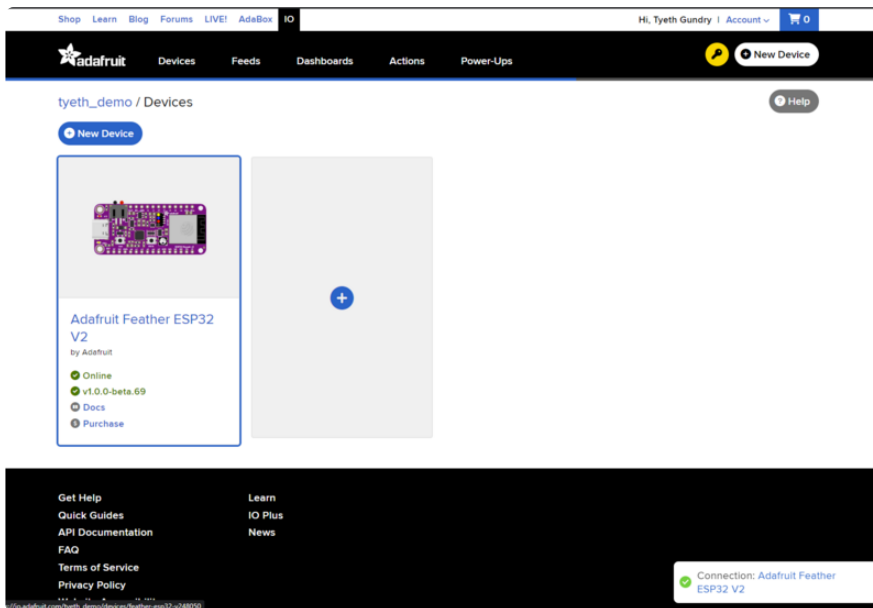 Shop Learn Blog Forums LIVE! AdaBox IO
Hi, Tyeth Gundry | Account 0
adafruit Devices Feeds Dashboards Actions Power-Ups
New Device
tyeth_demo / Devices
Help
New Device
Adafruit Feather ESP32
V2
by Adafruit
Online
v1.0.0-beta.69
Docs
Purchase
Get Help
Quick Guides
API Documentation
FAQ
Terms of Service
Privacy Policy
Learn
IO Plus
News
Connection: Adafruit Feather
ESP32 V2